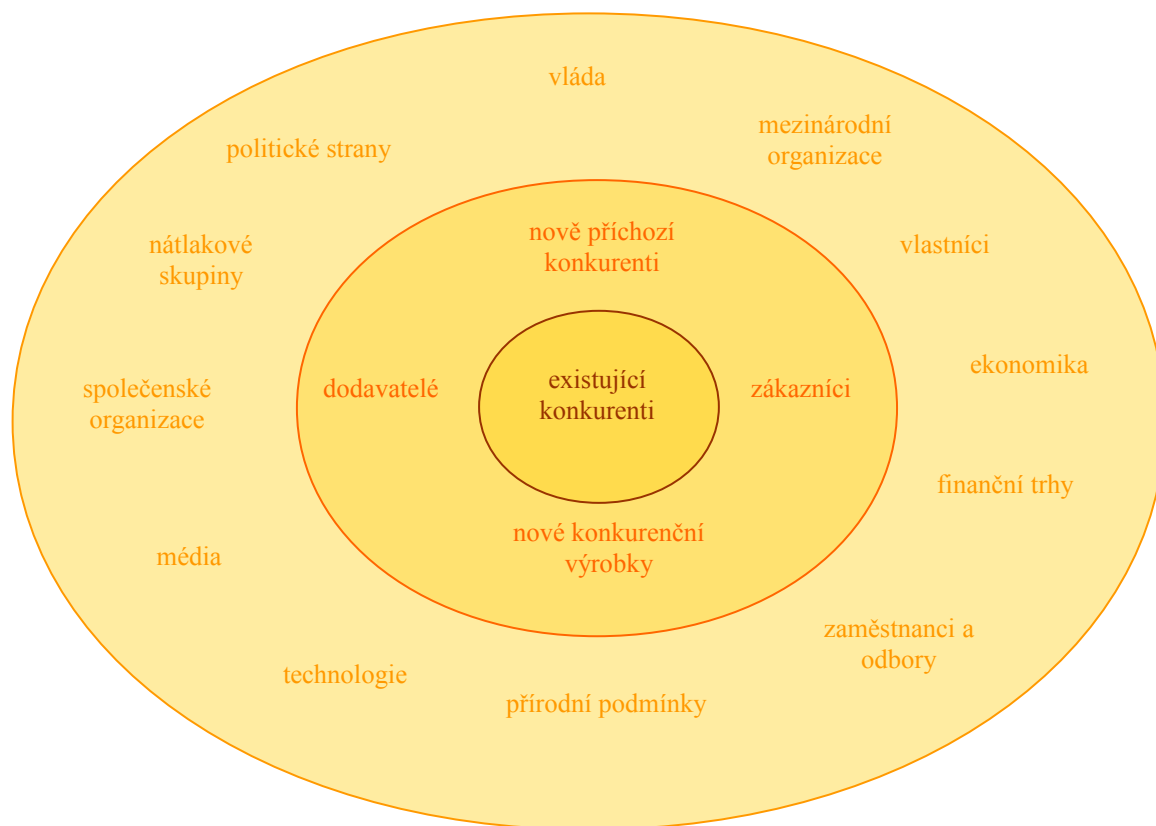 vláda
mezinárodní
organizace
politické strany
nově příchozí
konkurenti
nátlakové
skupiny
vlastníci
ekonomika
společenské
organizace
dodavatelé
existující
konkurenti
zákazníci
finanční trhy
nové konkurenční
výrobky
média
zaměstnanci a
odbory
technologie
přírodní podmínky